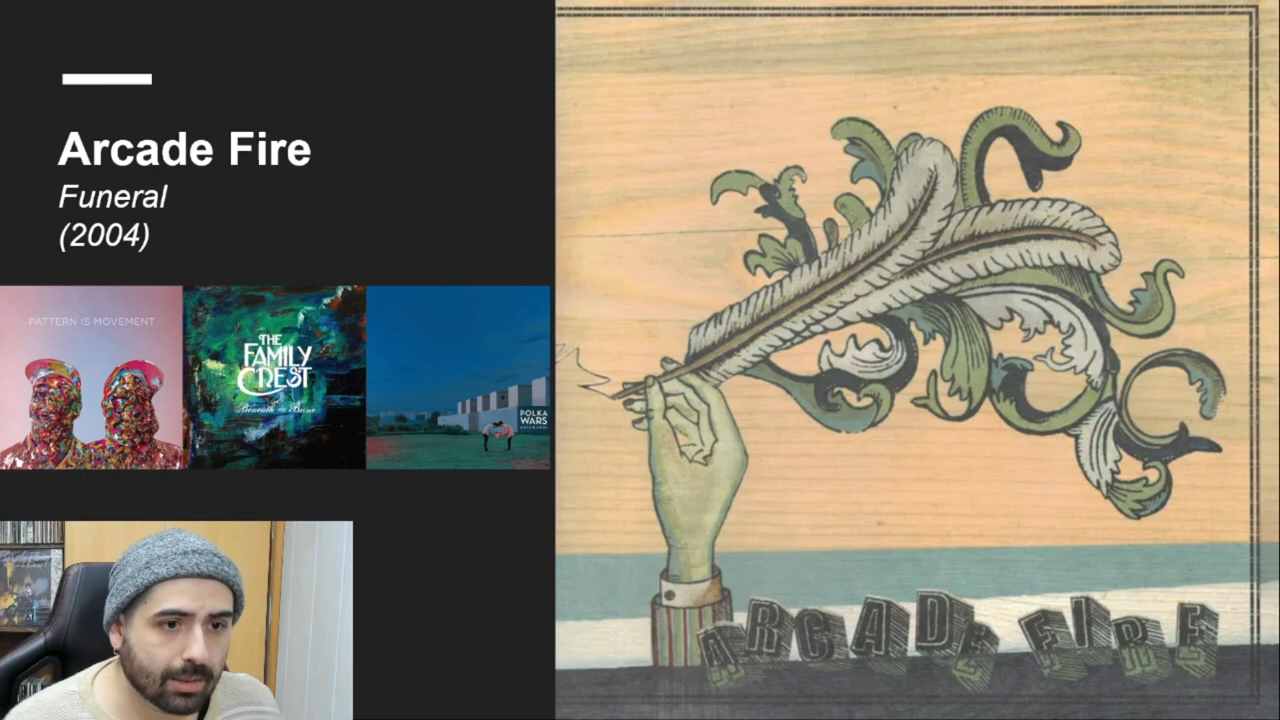 Arcade Fire
Funeral
(2004)
PATTERN IS MOVEMENT
THE
FAMILY
CREST
Beneath the Brine
POLKA
WARS
ARCADE FIRE